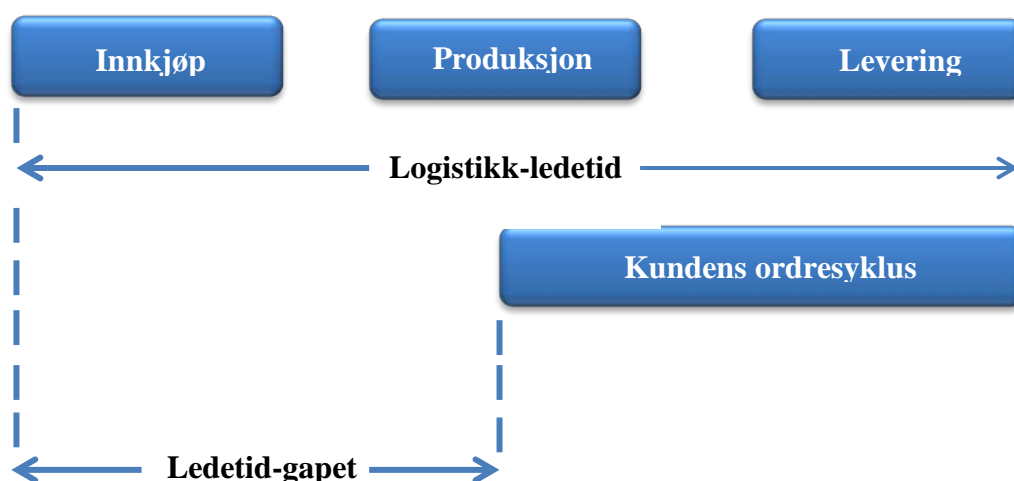 Innkjøp
Produksjon
Levering
Logistikk-ledetid
Kundens ordresyklus
Ledetid-gapet